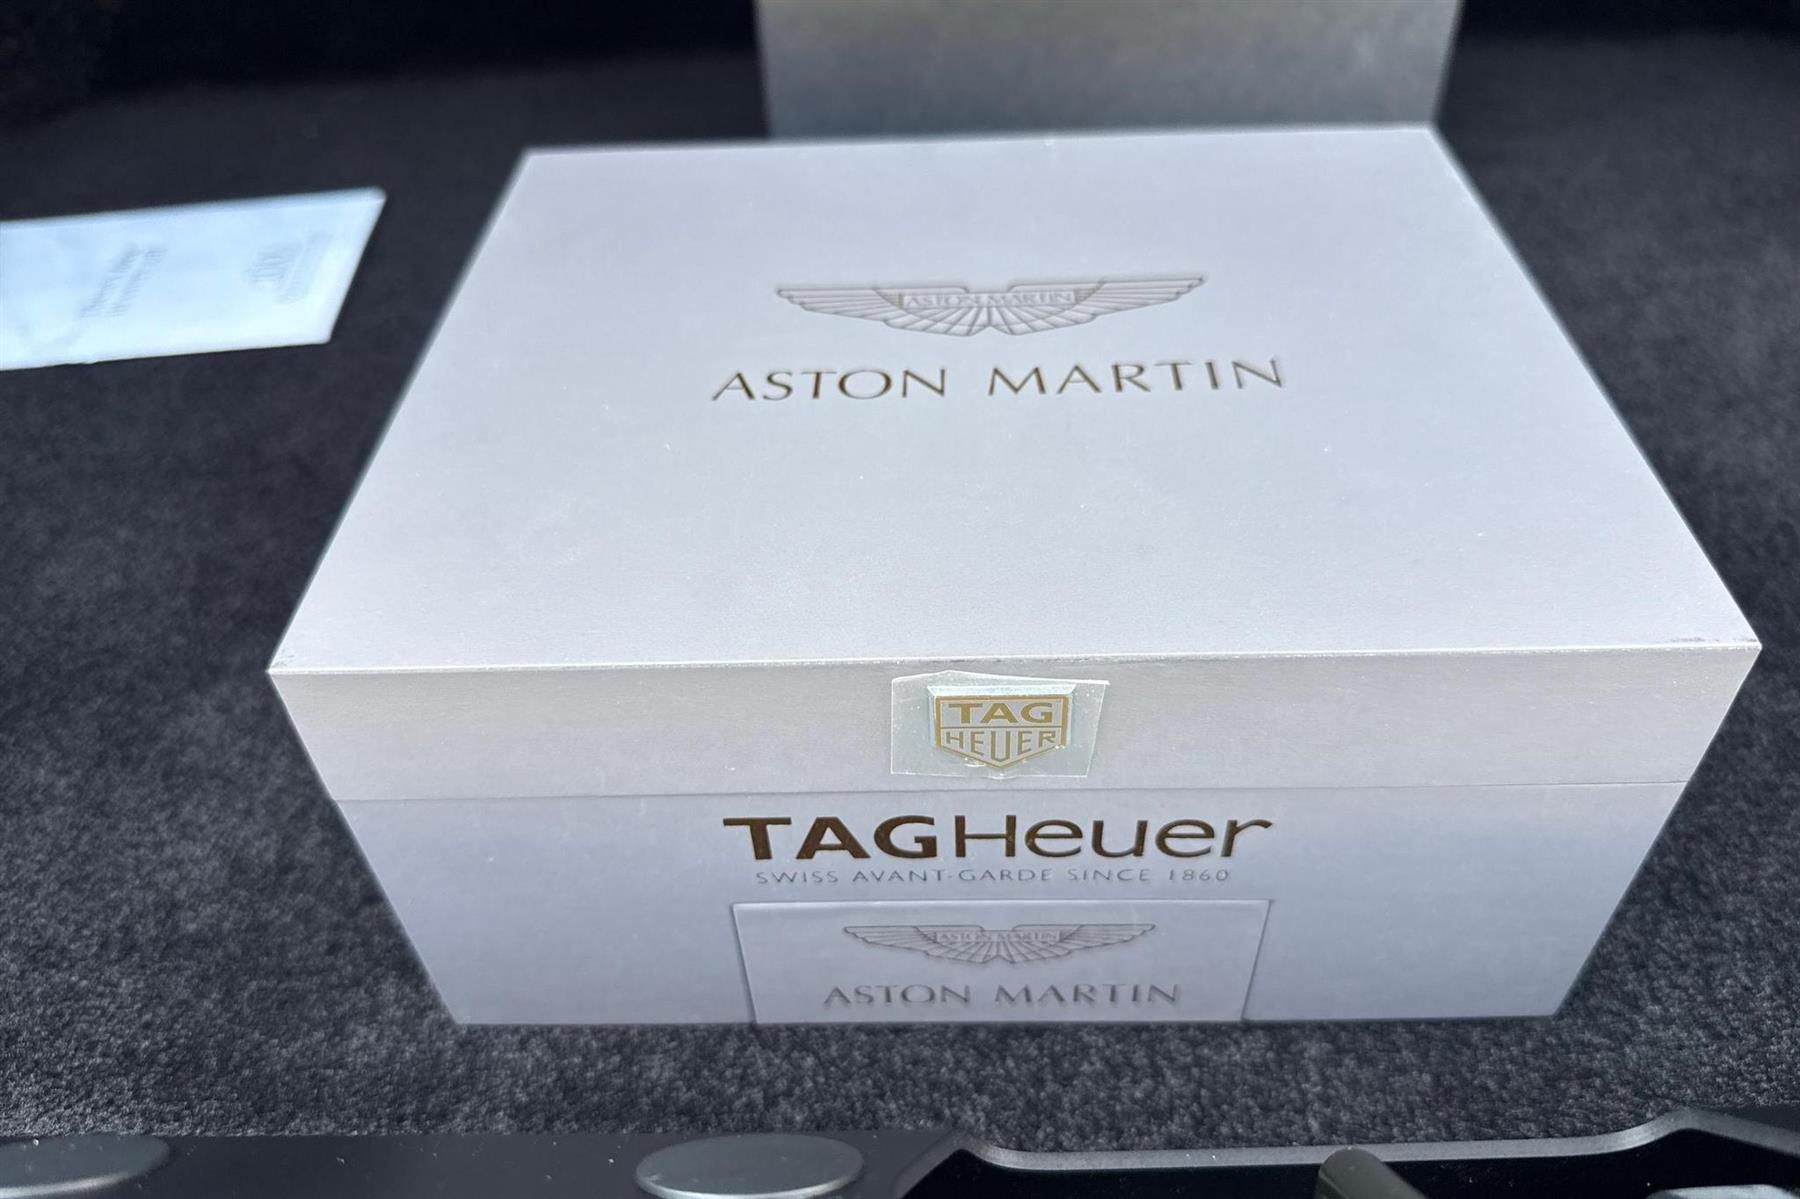 ASTON MARTIN
ASTON MARTIN
TAG
HEUER
TAGHeuer
SWISS AVANT-GARDE SINCE 1860
ASTON MARTIN
ASTON MARTIN